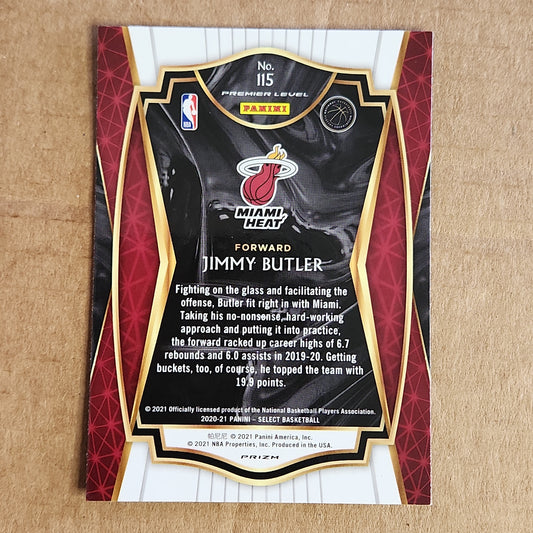 No.
115
PREMIER LEVEL
PANINI
MIAMI
HEAT
FORWARD
JIMMY BUTLER
Fighting on the glass and facilitating the
offense, Butler fit right in with Miami.
Taking his no-nonsense, hard-working
approach and putting it into practice,
the forward racked up career highs of 6.7
rebounds and 6.0 assists in 2019-20. Getting
buckets, too, of course, he topped the team with
19.9 points.
© 2021 Officially licensed product of the National Basketball Players Association.
2020-21 PANINI – SELECT BASKETBALL
帕尼尼 © 2021 Panini America, Inc.
© 2021 NBA Properties, Inc. Produced in the USA.
PRIZM